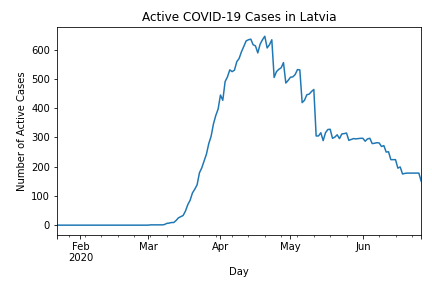 Active COVID-19 Cases in Latvia
Number of Active Cases
600
500
400
300
200
100
0
Feb Mar Apr May Jun
2020
Day